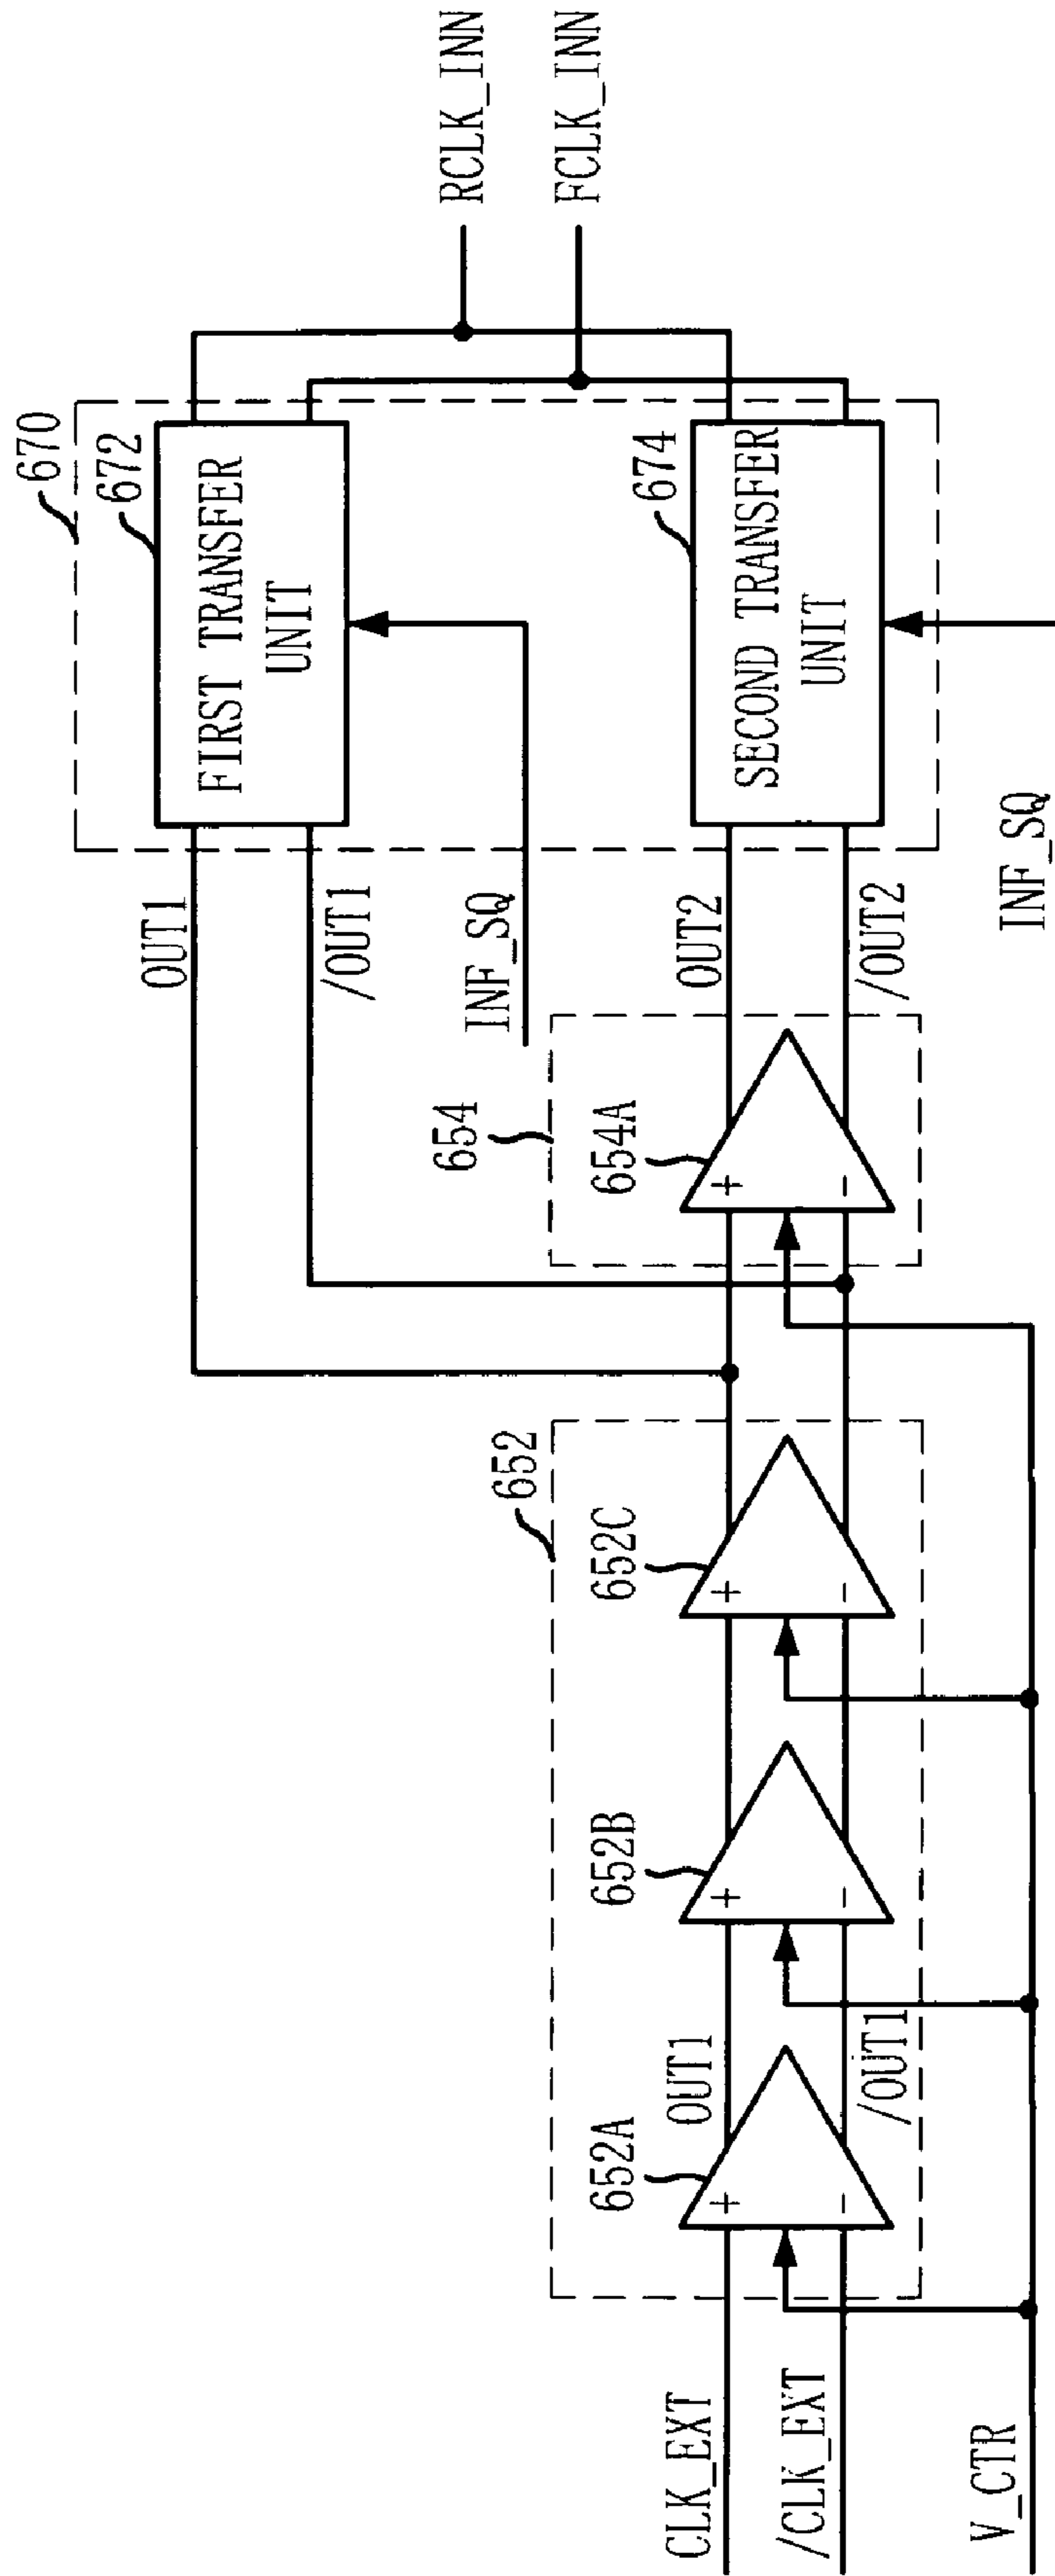 670
672
FIRST TRANSFER
UNIT
OUT1
/OUT1
INF_SQ
RCLK_INN
FCLK_INN
674
SECOND TRANSFER
UNIT
OUT2
/OUT2
INF_SQ
654
654A
+
-
652
652A
+
-
OUT1
/OUT1
652B
+
-
652C
+
-
CLK_EXT
/CLK_EXT
V_CTR